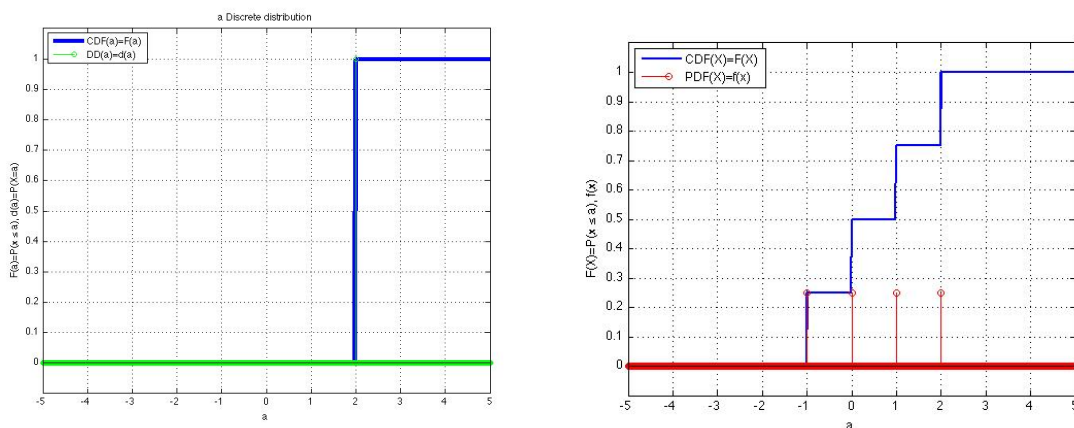 a Discrete distribution
CDF(a)=F(a)
DD(a)=d(a)
1
0.9
0.8
0.7
0.6
0.5
0.4
0.3
0.2
0.1
0
F(a)=P(x ≤ a), d(a)=P(X=a)
-5 -4 -3 -2 -1 0 1 2 3 4 5
a
CDF(X)=F(X)
PDF(X)=f(x)
1
0.9
0.8
0.7
0.6
0.5
0.4
0.3
0.2
0.1
0
F(X)=P(x ≤ a), f(x)
-5 -4 -3 -2 -1 0 1 2 3 4 5
a